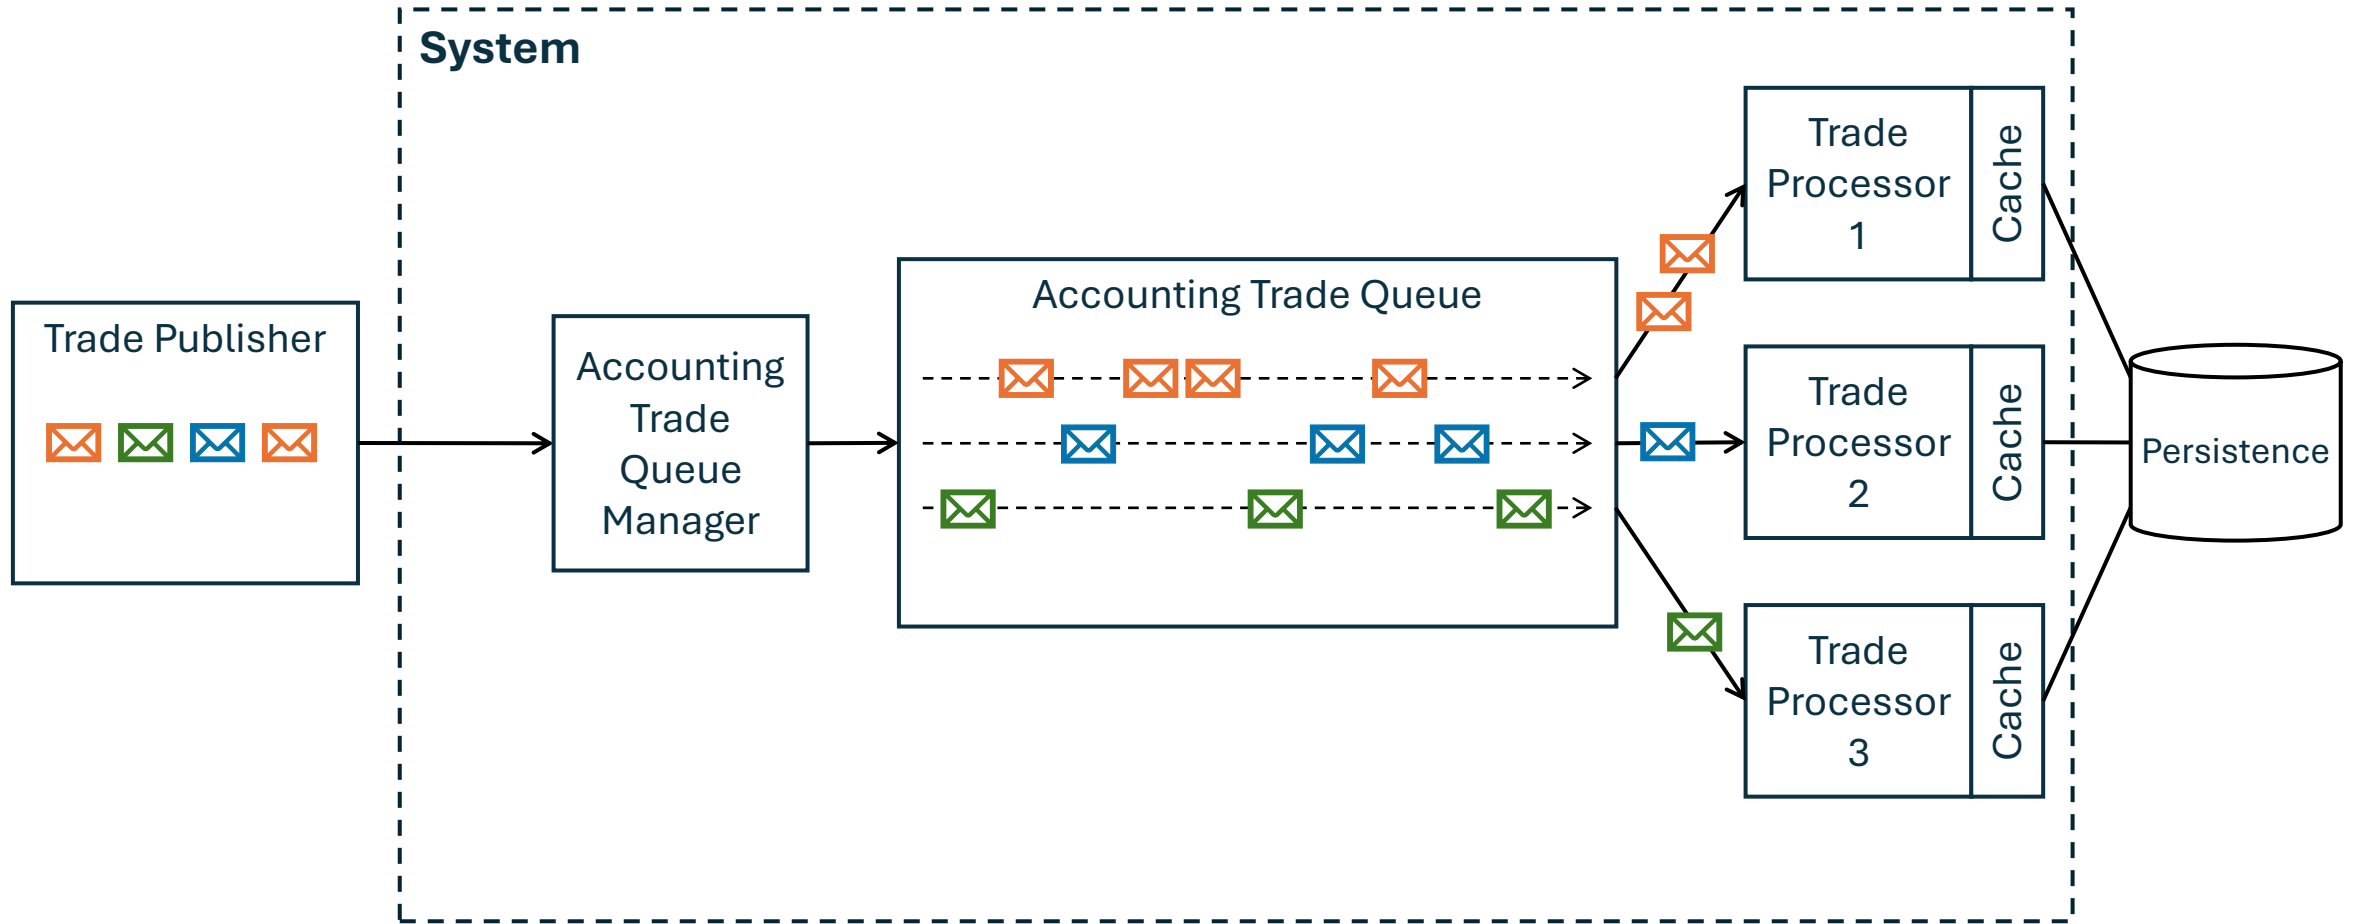 System
Trade Publisher
Accounting
Trade
Queue
Manager
Accounting Trade Queue
Trade
Processor
1
Cache
Trade
Processor
2
Cache
Trade
Processor
3
Cache
Persistence